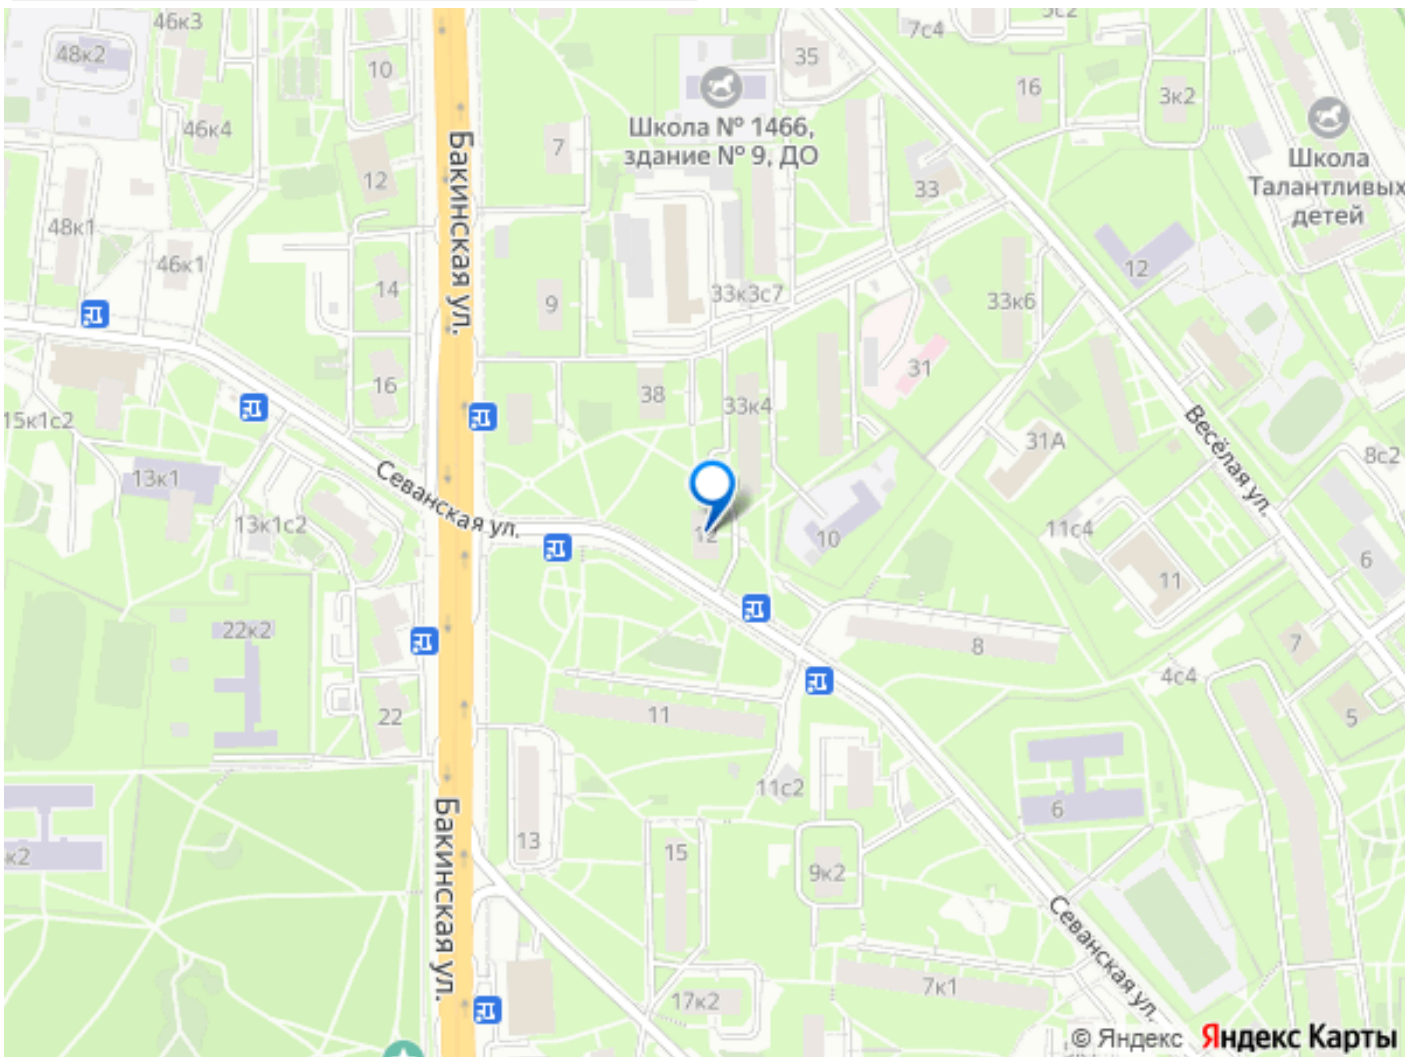 46к3
5с2
7с4
48к2
35
10
16
3к2
46к4
Школа № 1466,
здание № 9, ДО
7
Школа
Талантливых
детей
12
33
48к1
Бакинская ул.
46к1
12
14
33к3с7
9
33к6
31
16
38
33к4
15к1с2
Весёлая ул.
31А
8с2
13к1
Севанская ул.
13к1с2
12
10
11с4
6
11
22к2
8
7
4с4
22
11
5
11с2
6
Бакинская ул.
13
15
к2
9к2
Севанская ул.
7к1
17к2
© Яндекс Яндекс Карты